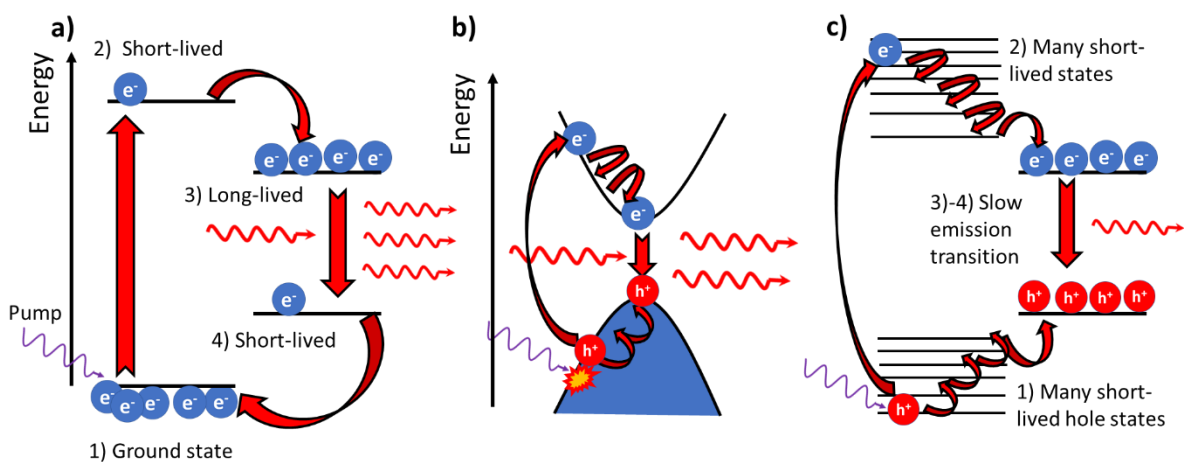 a)
Energy
2) Short-lived
e-
e- e- e- e-
3) Long-lived
e-
4) Short-lived
Pump
e- e- e- e- e-
1) Ground state
b)
Energy
e-
e-
h+
h+
c)
Energy
e-
2) Many short-
lived states
e- e- e- e-
3)-4) Slow
emission
transition
h+ h+ h+ h+
h+
1) Many short-
lived hole states